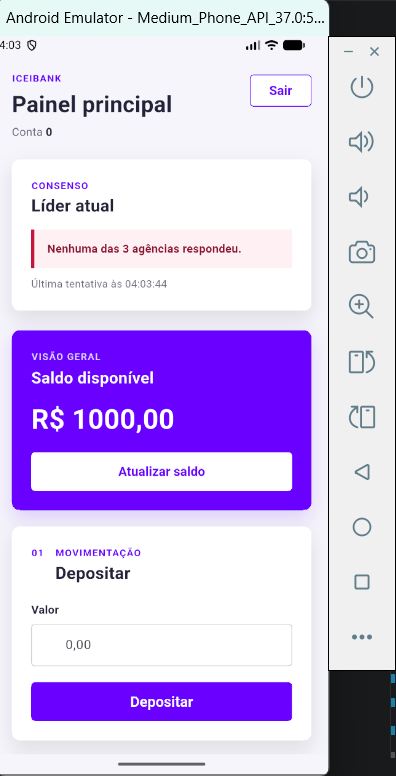 Android Emulator - Medium_Phone_API_37.0:5...
4:03
ICEIBANK
Painel principal
Sair
Conta 0
CONSENSO
Líder atual
Nenhuma das 3 agências respondeu.
Última tentativa às 04:03:44
VISÃO GERAL
Saldo disponível
R$ 1000,00
Atualizar saldo
01 MOVIMENTAÇÃO
Depositar
Valor
0,00
Depositar